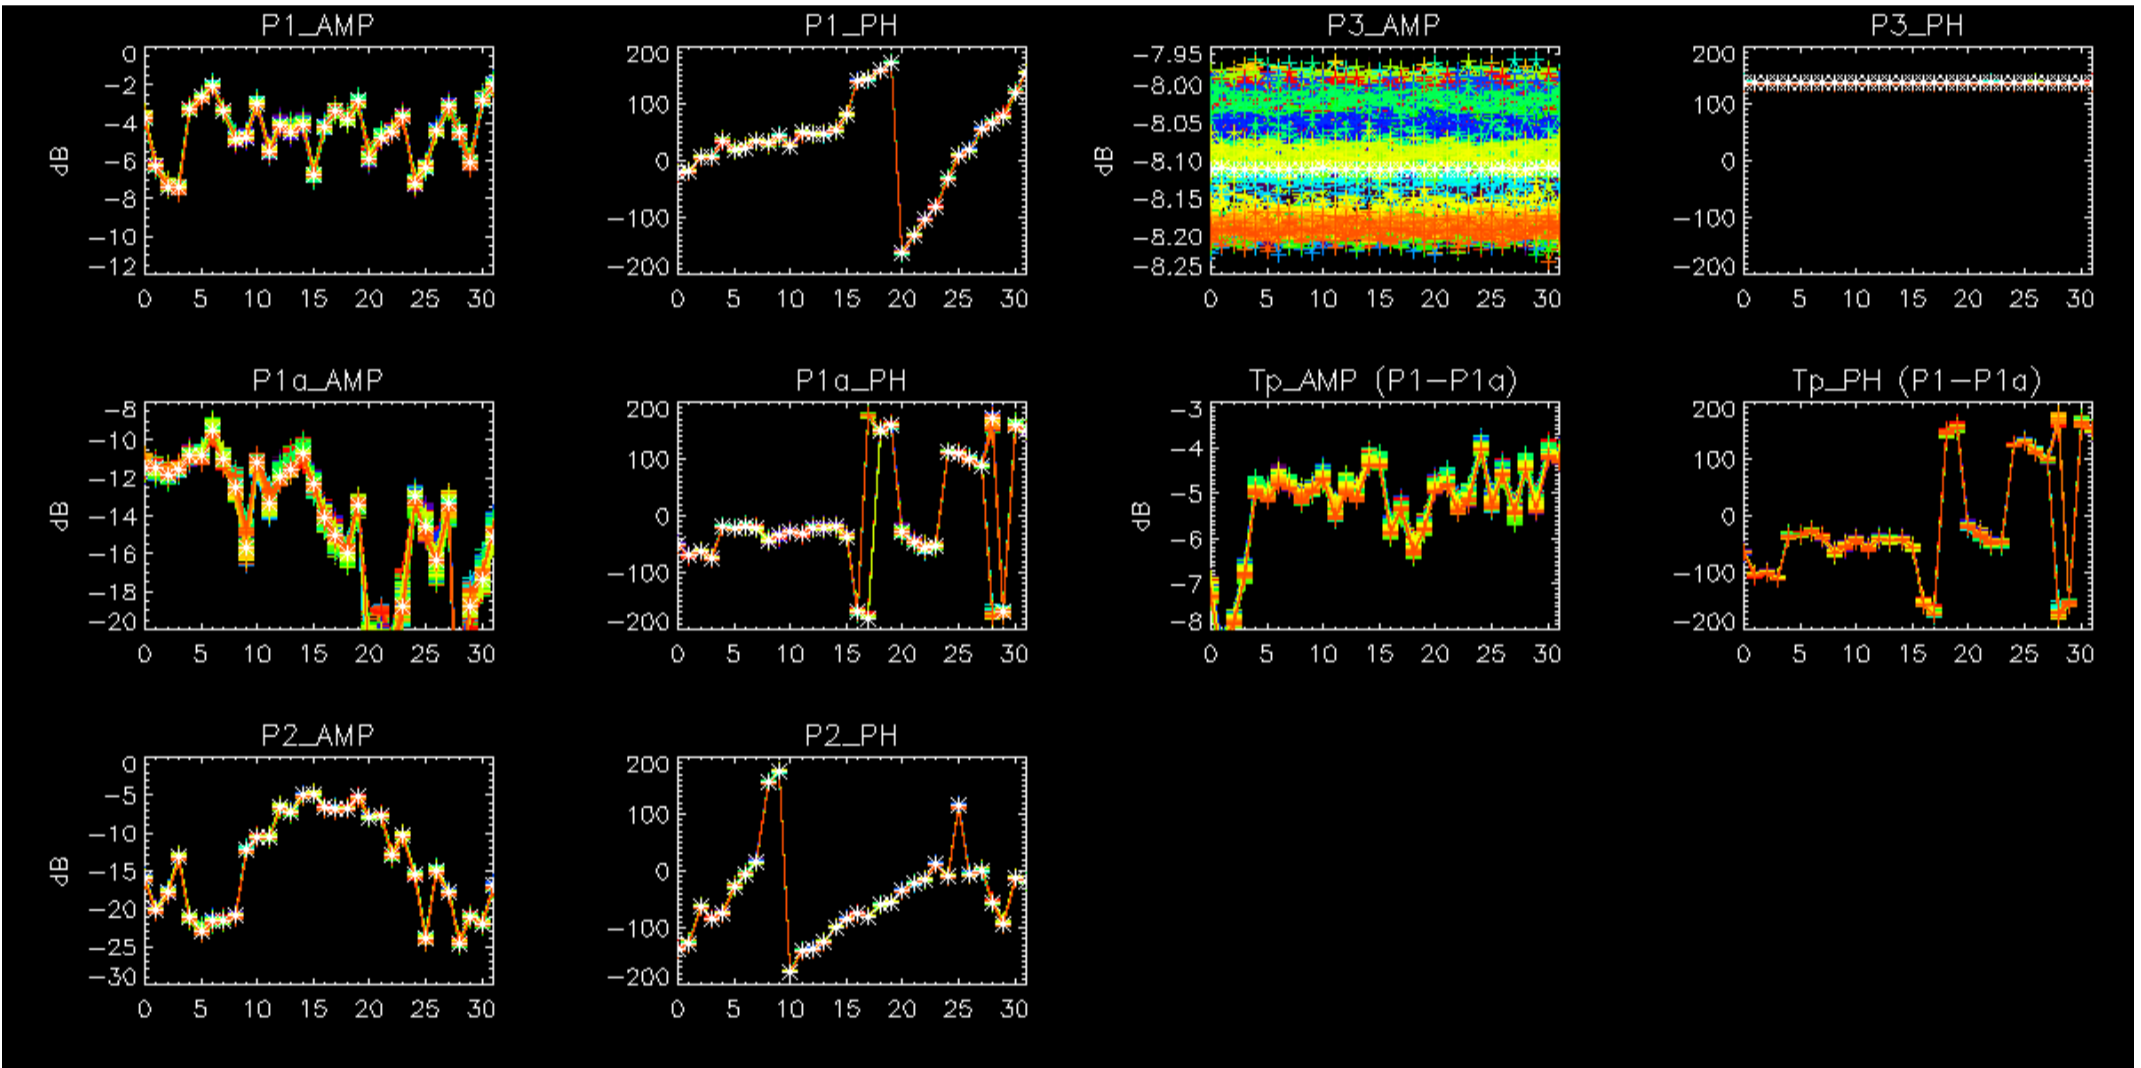 P1_AMP
P1_PH
P3_AMP
P3_PH
dB
0
−2
−4
−6
−8
−10
−12
0 5 10 15 20 25 30
200
100
0
−100
−200
0 5 10 15 20 25 30
dB
−7.95
−8.00
−8.05
−8.10
−8.15
−8.20
−8.25
0 5 10 15 20 25 30
200
100
0
−100
−200
0 5 10 15 20 25 30
P1a_AMP
P1a_PH
Tp_AMP (P1−P1a)
Tp_PH (P1−P1a)
dB
−8
−10
−12
−14
−16
−18
−20
0 5 10 15 20 25 30
200
100
0
−100
−200
0 5 10 15 20 25 30
dB
−3
−4
−5
−6
−7
−8
0 5 10 15 20 25 30
200
100
0
−100
−200
0 5 10 15 20 25 30
P2_AMP
P2_PH
dB
0
−5
−10
−15
−20
−25
−30
0 5 10 15 20 25 30
200
100
0
−100
−200
0 5 10 15 20 25 30